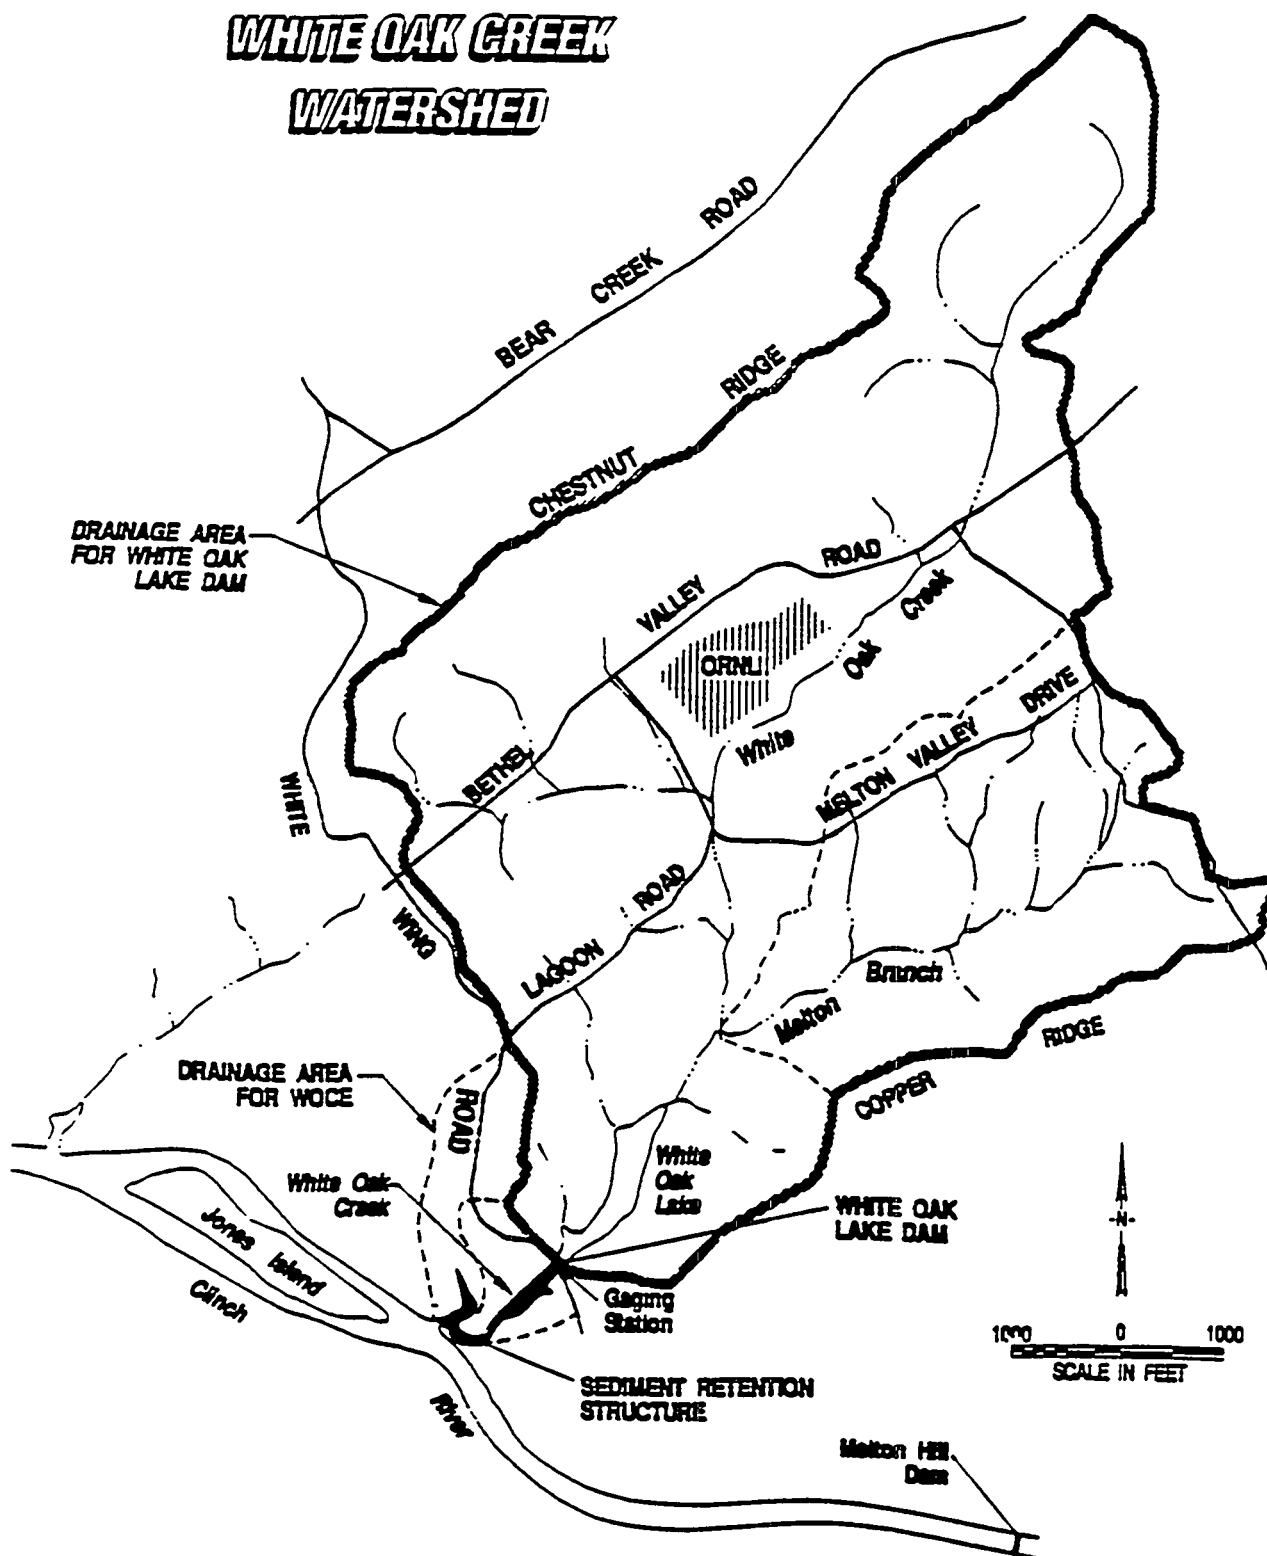 WHITE OAK CREEK
WATERSHED
BEAR CREEK ROAD
CHESTNUT RIDGE
DRAINAGE AREA
FOR WHITE OAK
LAKE DAM
BETHEL VALLEY ROAD
ORNL
White Oak Creek
MELTON VALLEY DRIVE
WHITE WING ROAD
LAGOON ROAD
Melton Branch
COPPER RIDGE
DRAINAGE AREA
FOR WOCE
White Oak
Creek
White
Oak
Lake
WHITE OAK
LAKE DAM
Jones Island
Clinch River
Gaging
Station
SEDIMENT RETENTION
STRUCTURE
Melton Hill
Dam
-N-
1000 0 1000
SCALE IN FEET